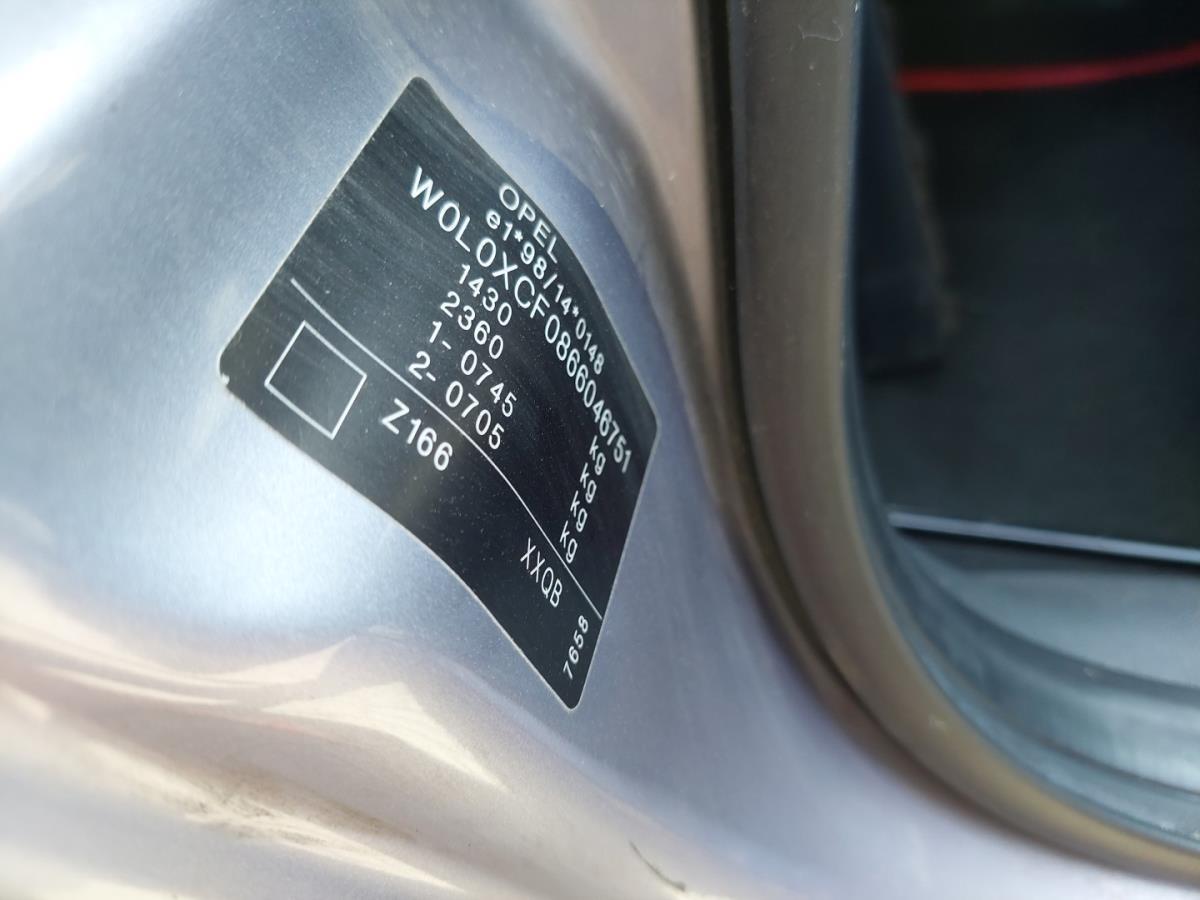 OPEL
e1*98/14*0148
W0L0XCF0866046751
1430 kg
2360 kg
1- 0745 kg
2- 0705 kg
Z166 XXQB
7658